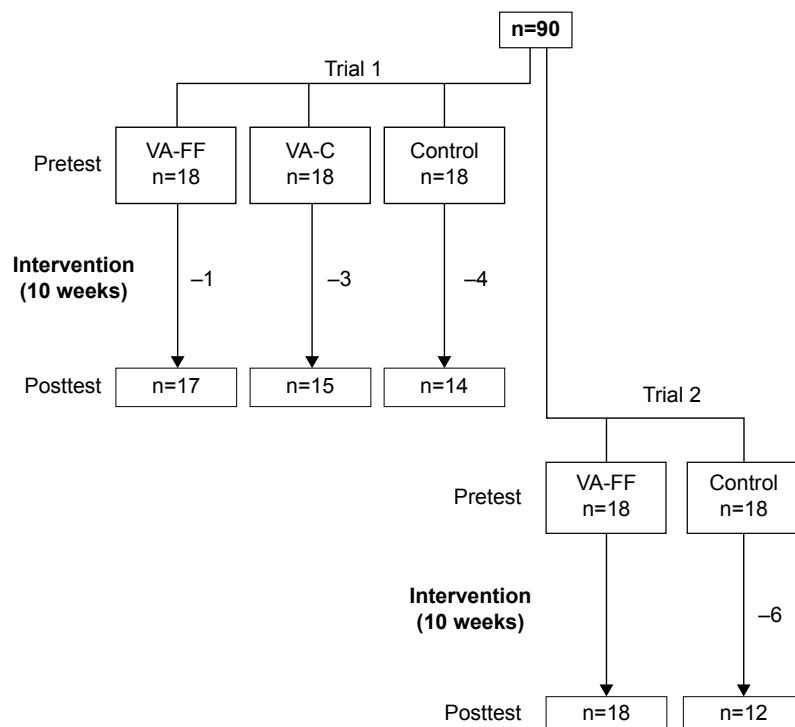 n=90
Trial 1
VA-FF
n=18
VA-C
n=18
Control
n=18
Pretest
Intervention
(10 weeks)
–1
–3
–4
Posttest
n=17
n=15
n=14
Trial 2
Pretest
VA-FF
n=18
Control
n=18
Intervention
(10 weeks)
–6
Posttest
n=18
n=12